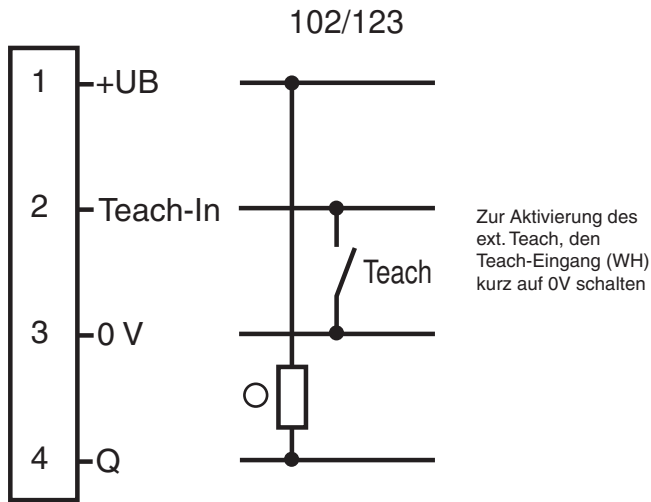 102/123
1 +UB
2 Teach-In
Teach
3 0 V
4 Q
Zur Aktivierung des
ext. Teach, den
Teach-Eingang (WH)
kurz auf 0V schalten